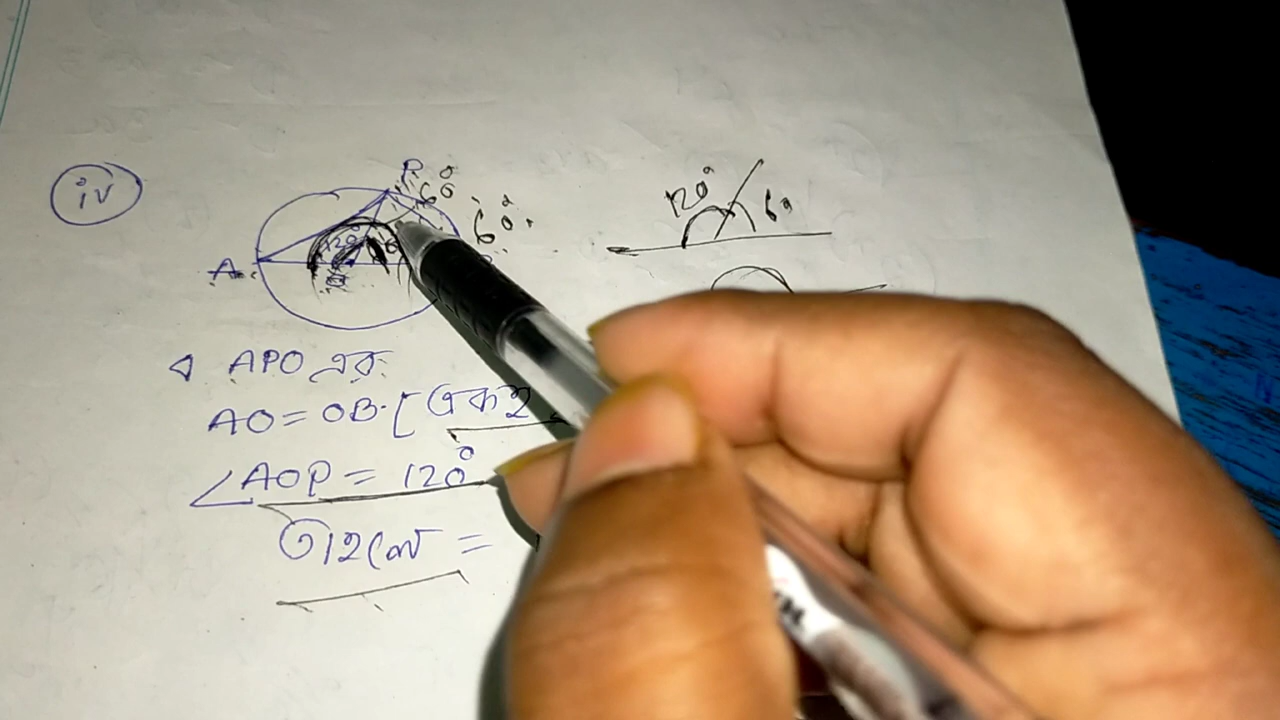 iv
P
60°
60°
120°
A
120° 60
△ APO এর
AO = OB [একই
∠AOP = 120°
তাহলে =